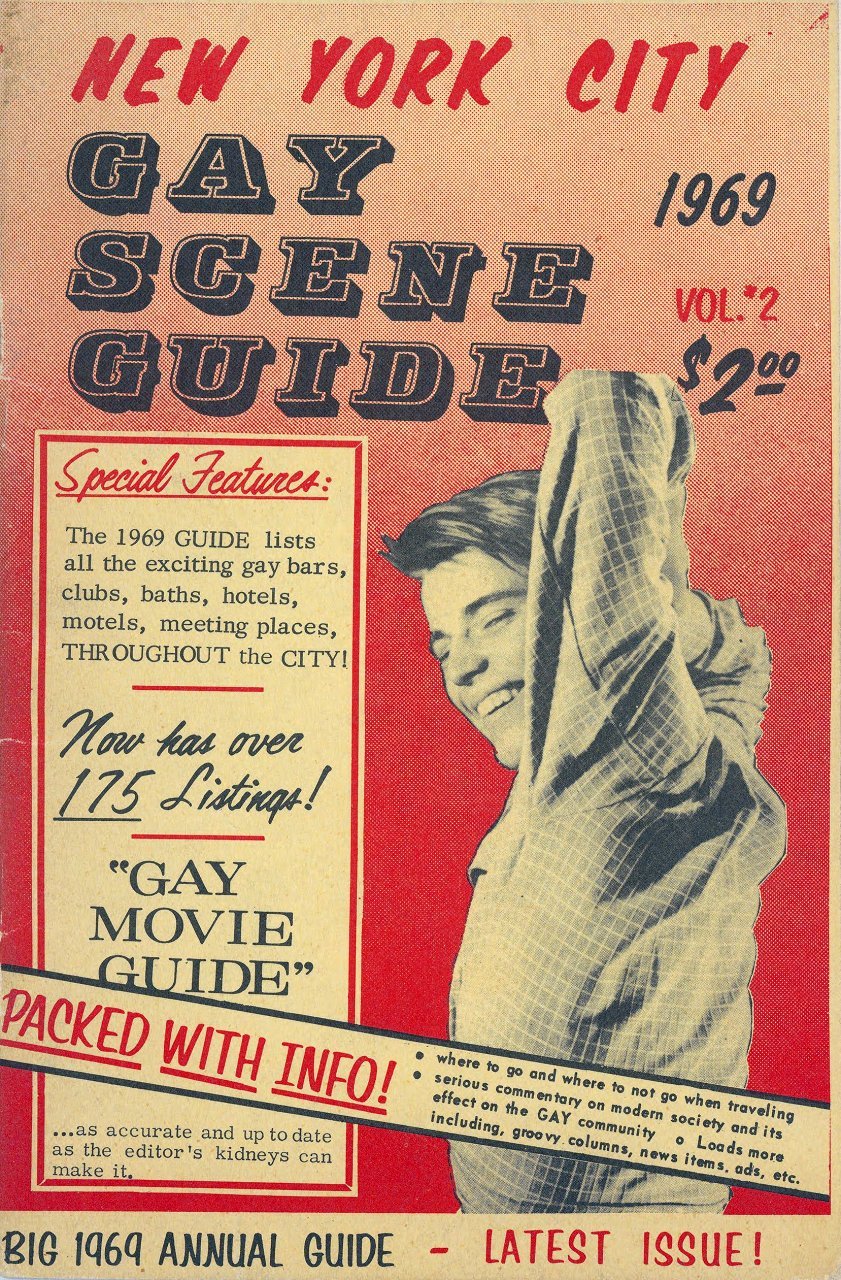 NEW YORK CITY
GAY
SCENE
GUIDE
1969
VOL. #2
$2.00
Special Features:
The 1969 GUIDE lists
all the exciting gay bars,
clubs, baths, hotels,
motels, meeting places,
THROUGHOUT the CITY!
Now has over
175 Listings!
"GAY
MOVIE
GUIDE"
PACKED WITH INFO!
• where to go and where to not go when traveling
• serious commentary on modern society and its
effect on the GAY community o Loads more
including, groovy columns, news items, ads, etc.
...as accurate and up to date
as the editor's kidneys can
make it.
BIG 1969 ANNUAL GUIDE - LATEST ISSUE!